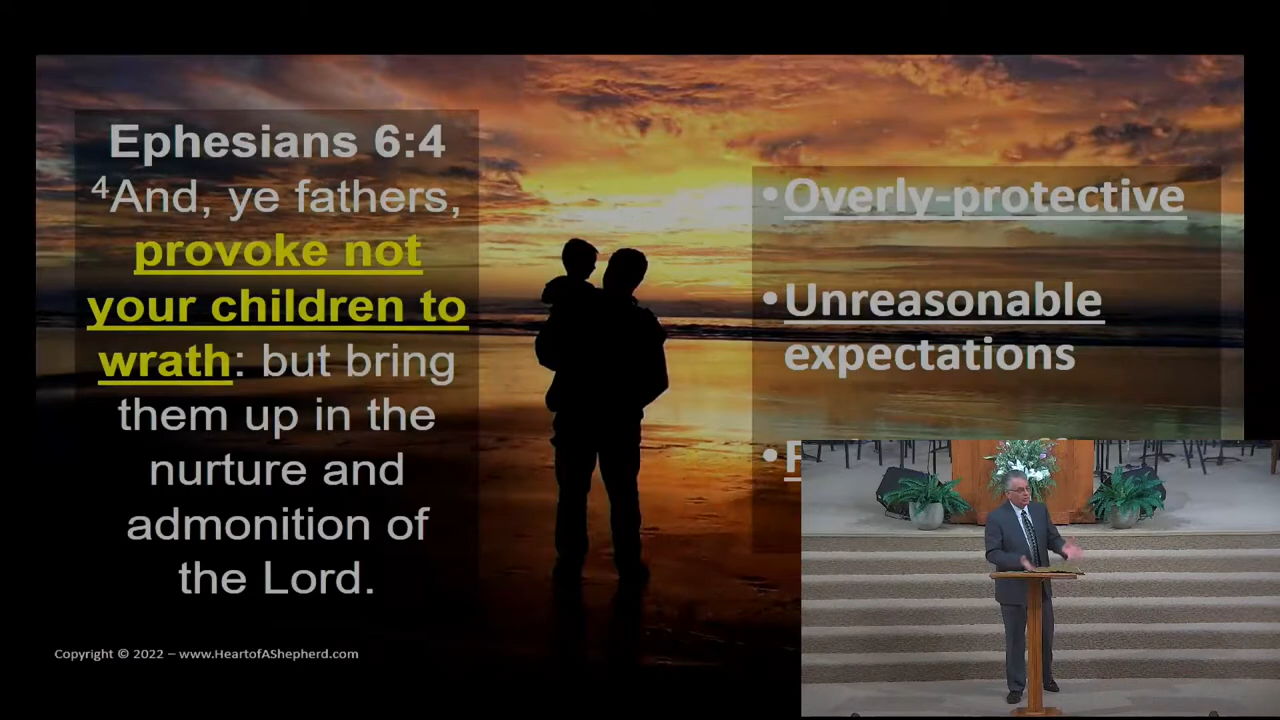 Ephesians 6:4
4And, ye fathers,
provoke not
your children to
wrath: but bring
them up in the
nurture and
admonition of
the Lord.
•Overly-protective
•Unreasonable
expectations
•
Copyright © 2022 – www.HeartofAShepherd.com